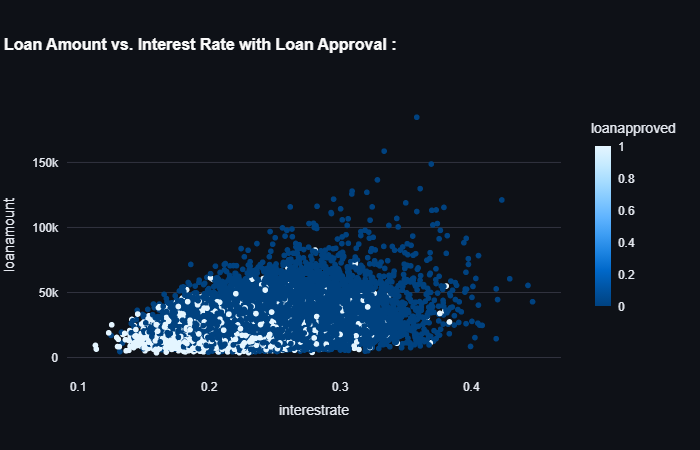 Loan Amount vs. Interest Rate with Loan Approval :
loanapproved
1
0.8
0.6
0.4
0.2
0
loanamount
150k
100k
50k
0
0.1
0.2
0.3
0.4
interestrate